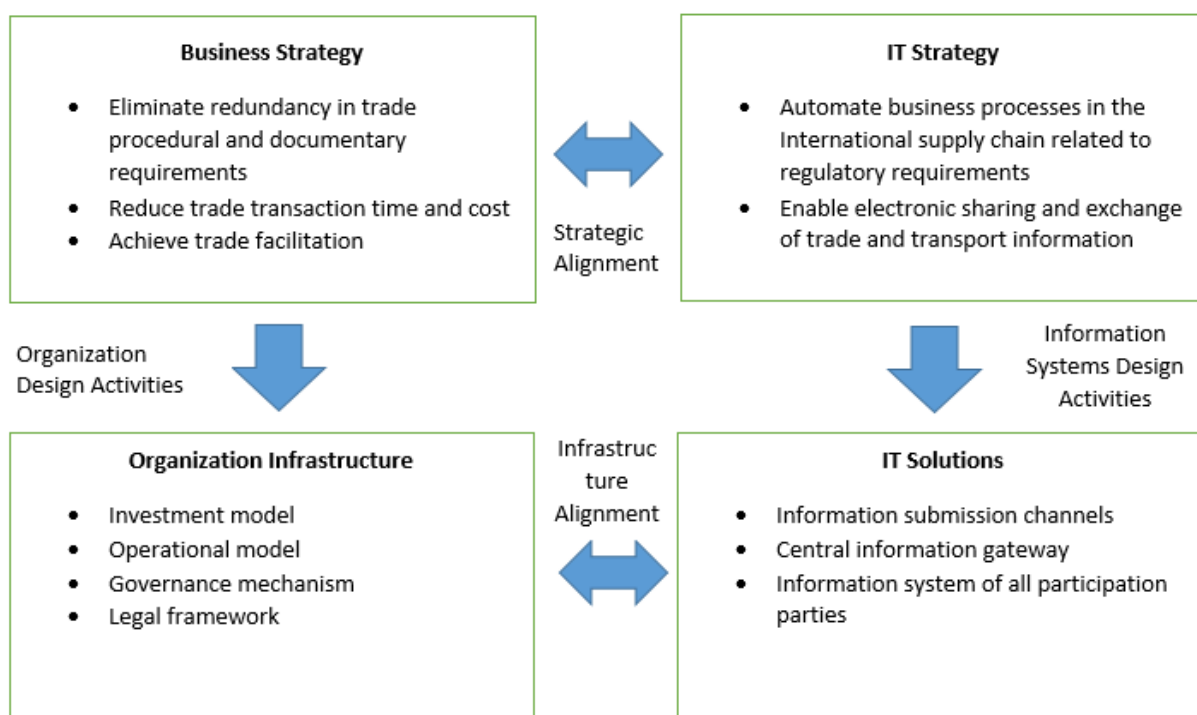 Business Strategy
• Eliminate redundancy in trade
procedural and documentary
requirements
• Reduce trade transaction time and cost
• Achieve trade facilitation
Strategic
Alignment
IT Strategy
• Automate business processes in the
International supply chain related to
regulatory requirements
• Enable electronic sharing and exchange
of trade and transport information
Organization
Design Activities
Information
Systems Design
Activities
Organization Infrastructure
• Investment model
• Operational model
• Governance mechanism
• Legal framework
Infrastruc
ture
Alignment
IT Solutions
• Information submission channels
• Central information gateway
• Information system of all participation
parties